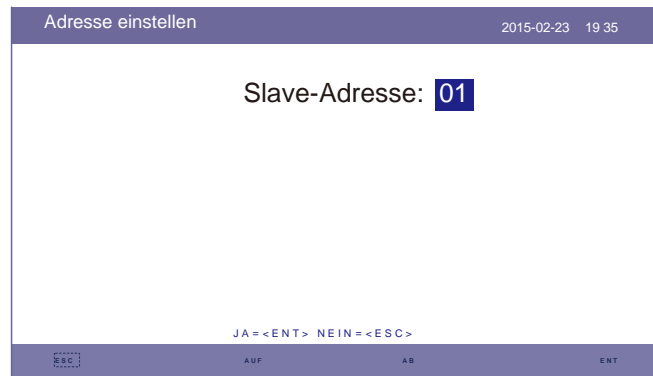 Adresse einstellen 2015-02-23 19 35
Slave-Adresse: 01
JA=<ENT> NEIN=<ESC>
ESC AUF AB ENT